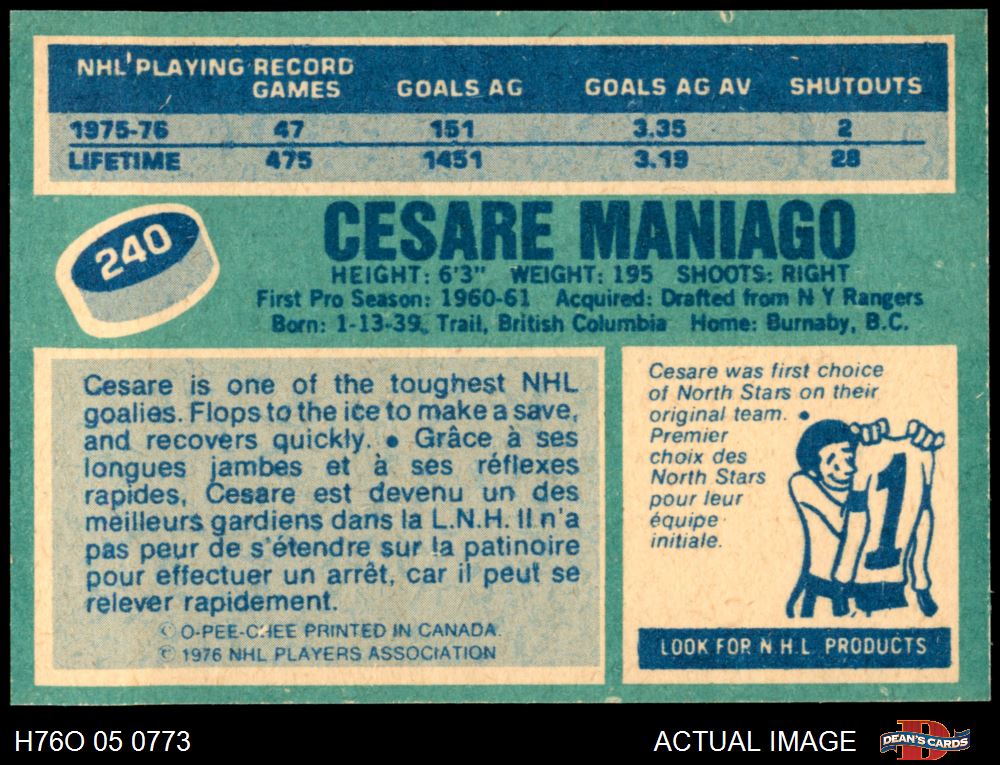 NHL PLAYING RECORD
GAMES GOALS AG GOALS AG AV SHUTOUTS
1975-76 47 151 3.35 2
LIFETIME 475 1451 3.19 28
240
CESARE MANIAGO
HEIGHT: 6'3" WEIGHT: 195 SHOOTS: RIGHT
First Pro Season: 1960-61 Acquired: Drafted from N Y Rangers
Born: 1-13-39, Trail, British Columbia Home: Burnaby, B.C.
Cesare is one of the toughest NHL
goalies. Flops to the ice to make a save,
and recovers quickly. • Grâce à ses
longues jambes et à ses réflexes
rapides, Cesare est devenu un des
meilleurs gardiens dans la L.N.H. Il n'a
pas peur de s'étendre sur la patinoire
pour effectuer un arrêt, car il peut se
relever rapidement.
© O-PEE-CHEE PRINTED IN CANADA.
© 1976 NHL PLAYERS ASSOCIATION
Cesare was first choice
of North Stars on their
original team. •
Premier
choix des
North Stars
pour leur
équipe
initiale.
1
LOOK FOR N H L PRODUCTS
H76O 05 0773
ACTUAL IMAGE
D
DEAN'S CARDS